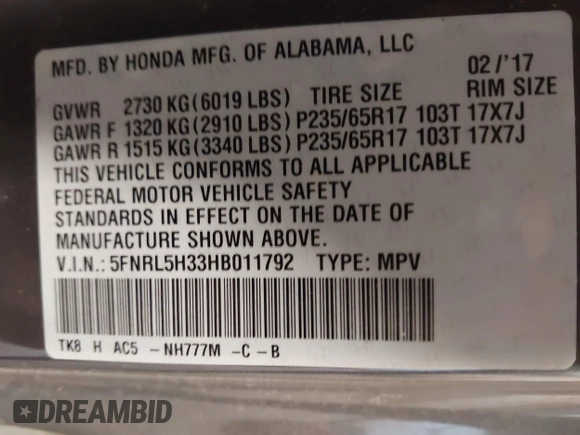 MFD. BY HONDA MFG. OF ALABAMA, LLC
02/'17
GVWR 2730 KG(6019 LBS) TIRE SIZE RIM SIZE
GAWR F 1320 KG(2910 LBS) P235/65R17 103T 17X7J
GAWR R 1515 KG(3340 LBS) P235/65R17 103T 17X7J
THIS VEHICLE CONFORMS TO ALL APPLICABLE
FEDERAL MOTOR VEHICLE SAFETY
STANDARDS IN EFFECT ON THE DATE OF
MANUFACTURE SHOWN ABOVE.
V.I.N.: 5FNRL5H33HB011792 TYPE: MPV
TK8 H AC5 -NH777M -C-B
DREAMBID